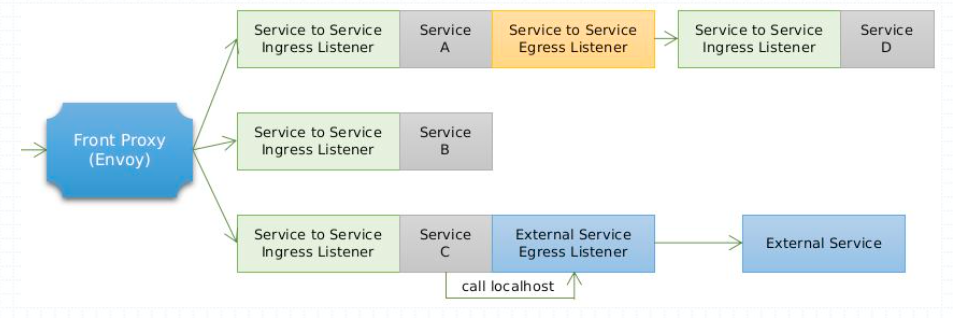 Service to Service
Ingress Listener
Service
A
Service to Service
Egress Listener
Service to Service
Ingress Listener
Service
D
Front Proxy
(Envoy)
Service to Service
Ingress Listener
Service
B
Service to Service
Ingress Listener
Service
C
External Service
Egress Listener
External Service
call localhost